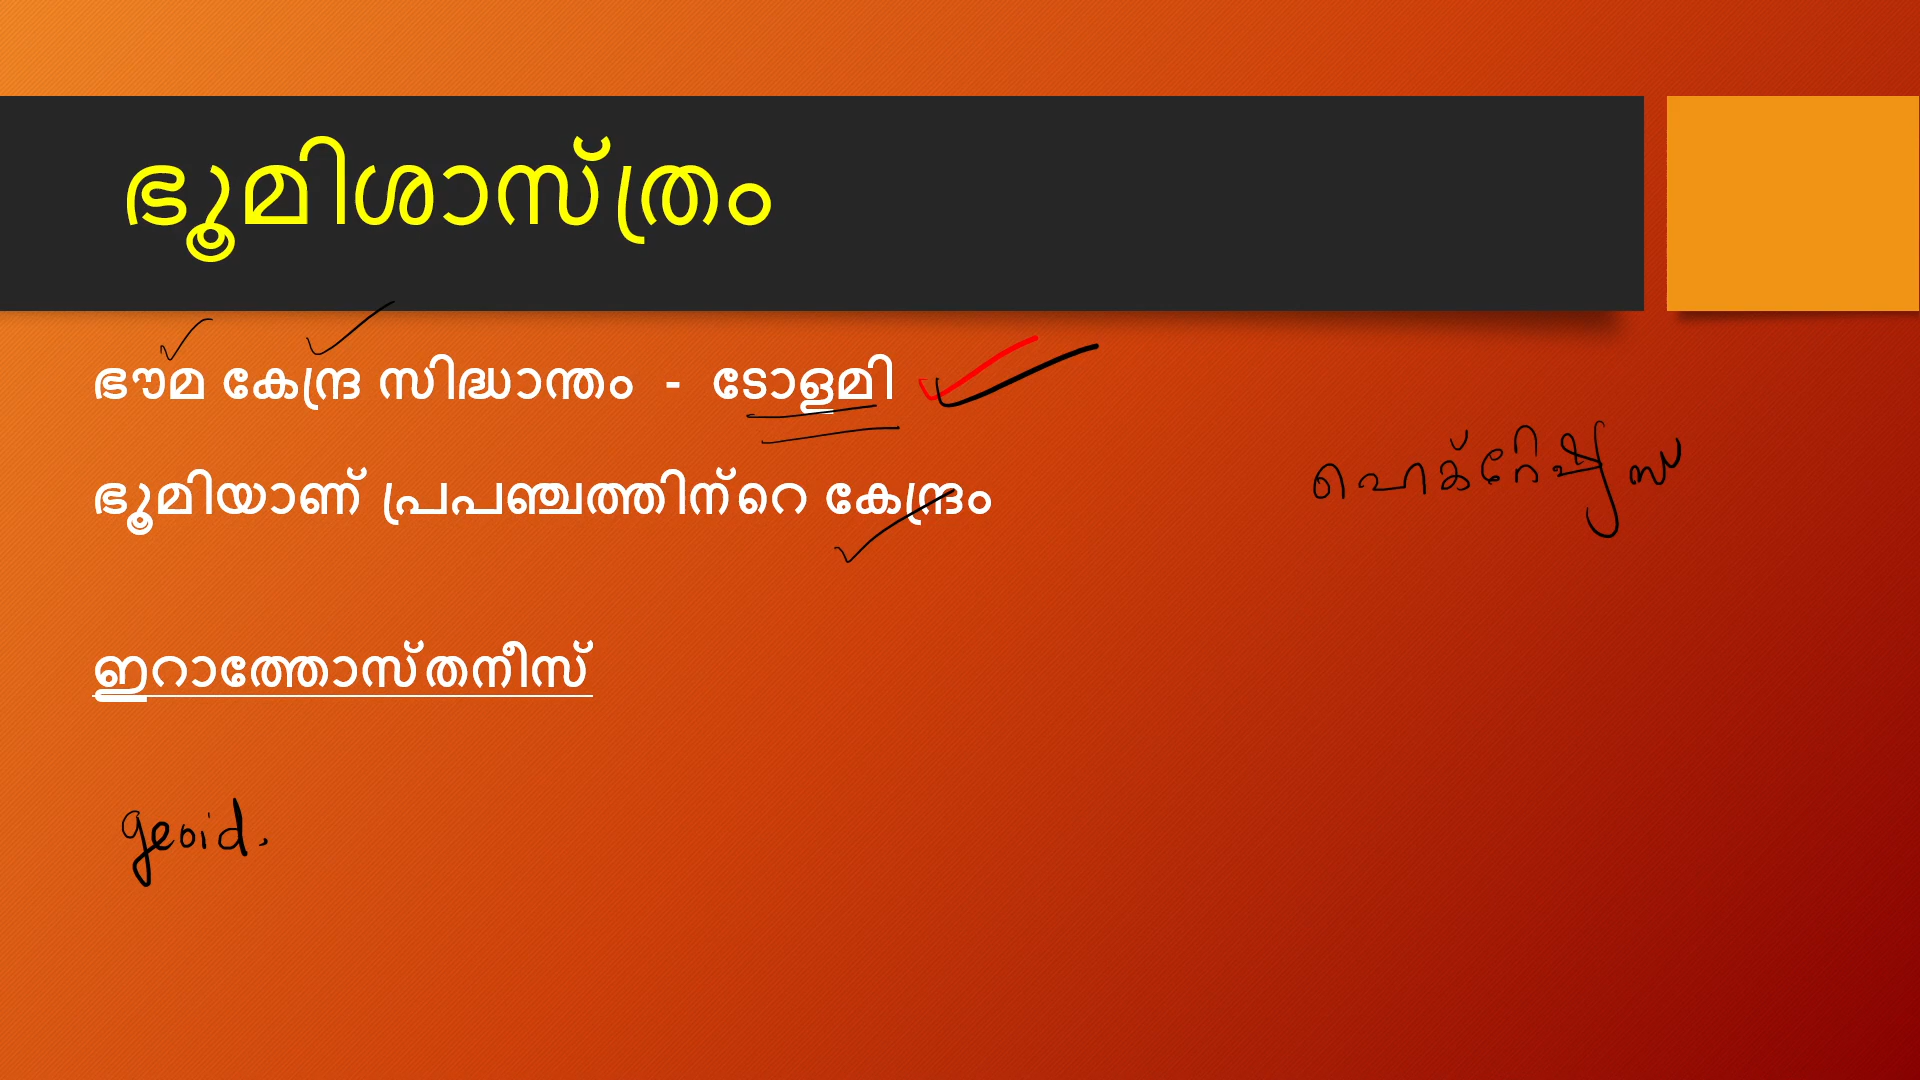 ഭൂമിശാസ്ത്രം
ഭൗമ കേന്ദ്ര സിദ്ധാന്തം - ടോളമി
ഭൂമിയാണ് പ്രപഞ്ചത്തിന്റെ കേന്ദ്രം
ഇറാത്തോസ്തനീസ്
geoid.